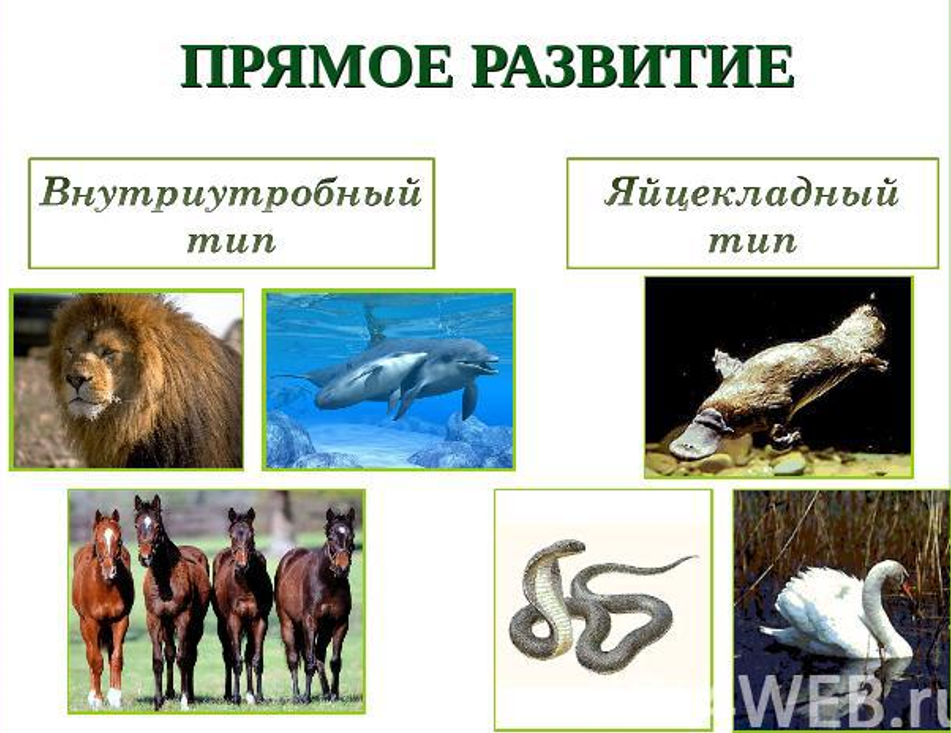 ПРЯМОЕ РАЗВИТИЕ
Внутриутробный
тип
Яйцекладный
тип
WEB.ru